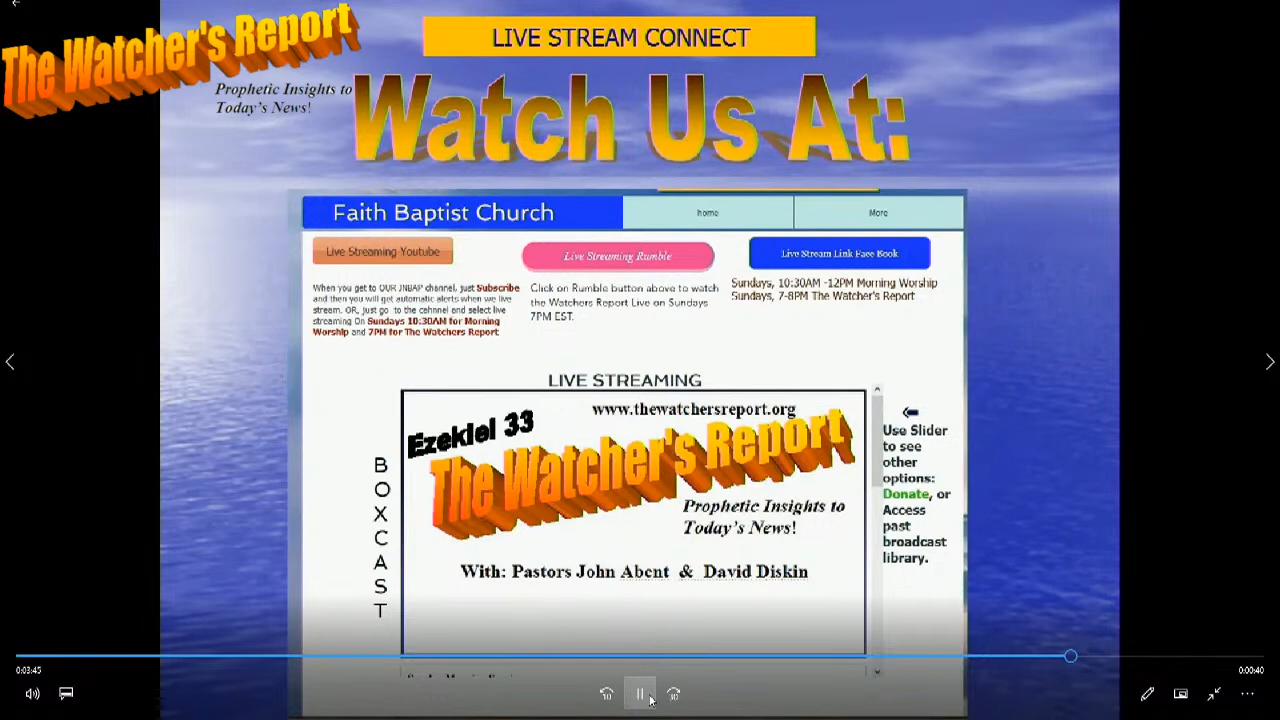 The Watcher's Report
Prophetic Insights to
Today's News!
LIVE STREAM CONNECT
Watch Us At:
Faith Baptist Church
home
More
Live Streaming Youtube
When you get to OUR JNBAP channel, just Subscribe
and then you will get automatic alerts when we live
stream. OR, just go to the cehnnel and select live
streaming On Sundays 10:30AM for Morning
Worship and 7PM for The Watchers Report
Live Streaming Rumble
Click on Rumble button above to watch
the Watchers Report Live on Sundays
7PM EST.
Live Stream Link Face Book
Sundays, 10:30AM -12PM Morning Worship
Sundays, 7-8PM The Watcher's Report
LIVE STREAMING
BOXCAST
www.thewatchersreport.org
Ezekiel 33
The Watcher's Report
Prophetic Insights to
Today's News!
With: Pastors John Abent & David Diskin
Use Slider
to see
other
options:
Donate, or
Access
past
broadcast
library.
0:03:45
0:00:40
10
30